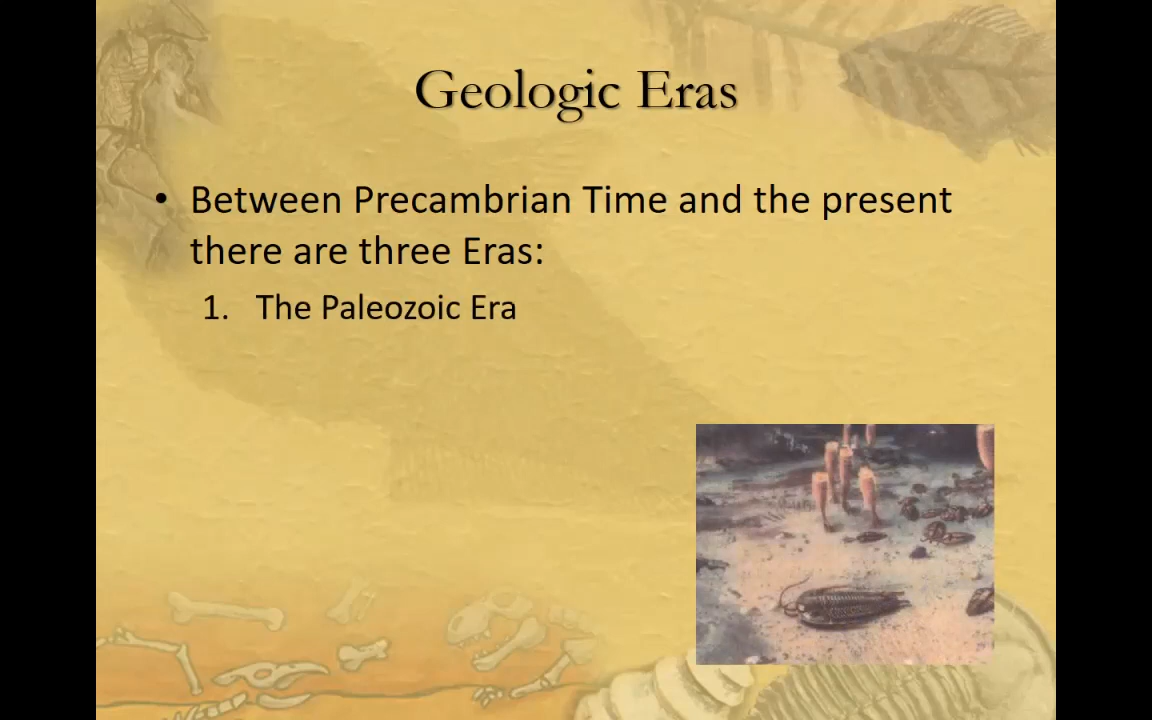 Geologic Eras
• Between Precambrian Time and the present
there are three Eras:
1. The Paleozoic Era